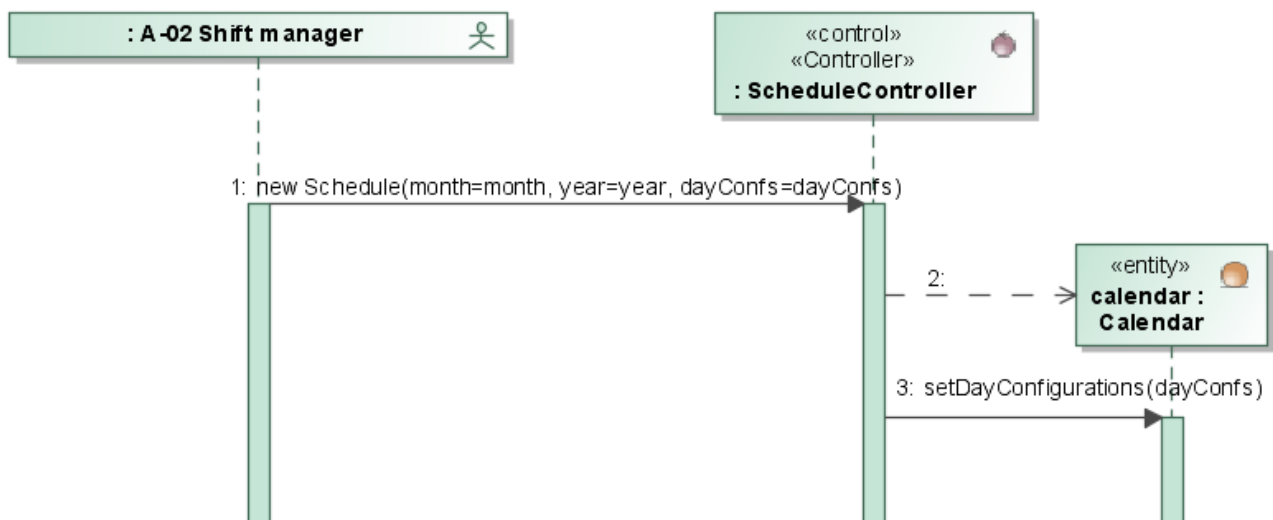 : A-02 Shift manager
«control»
«Controller»
: ScheduleController
1: new Schedule(month=month, year=year, dayConfs=dayConfs)
«entity»
calendar :
Calendar
2:
3: setDayConfigurations(dayConfs)